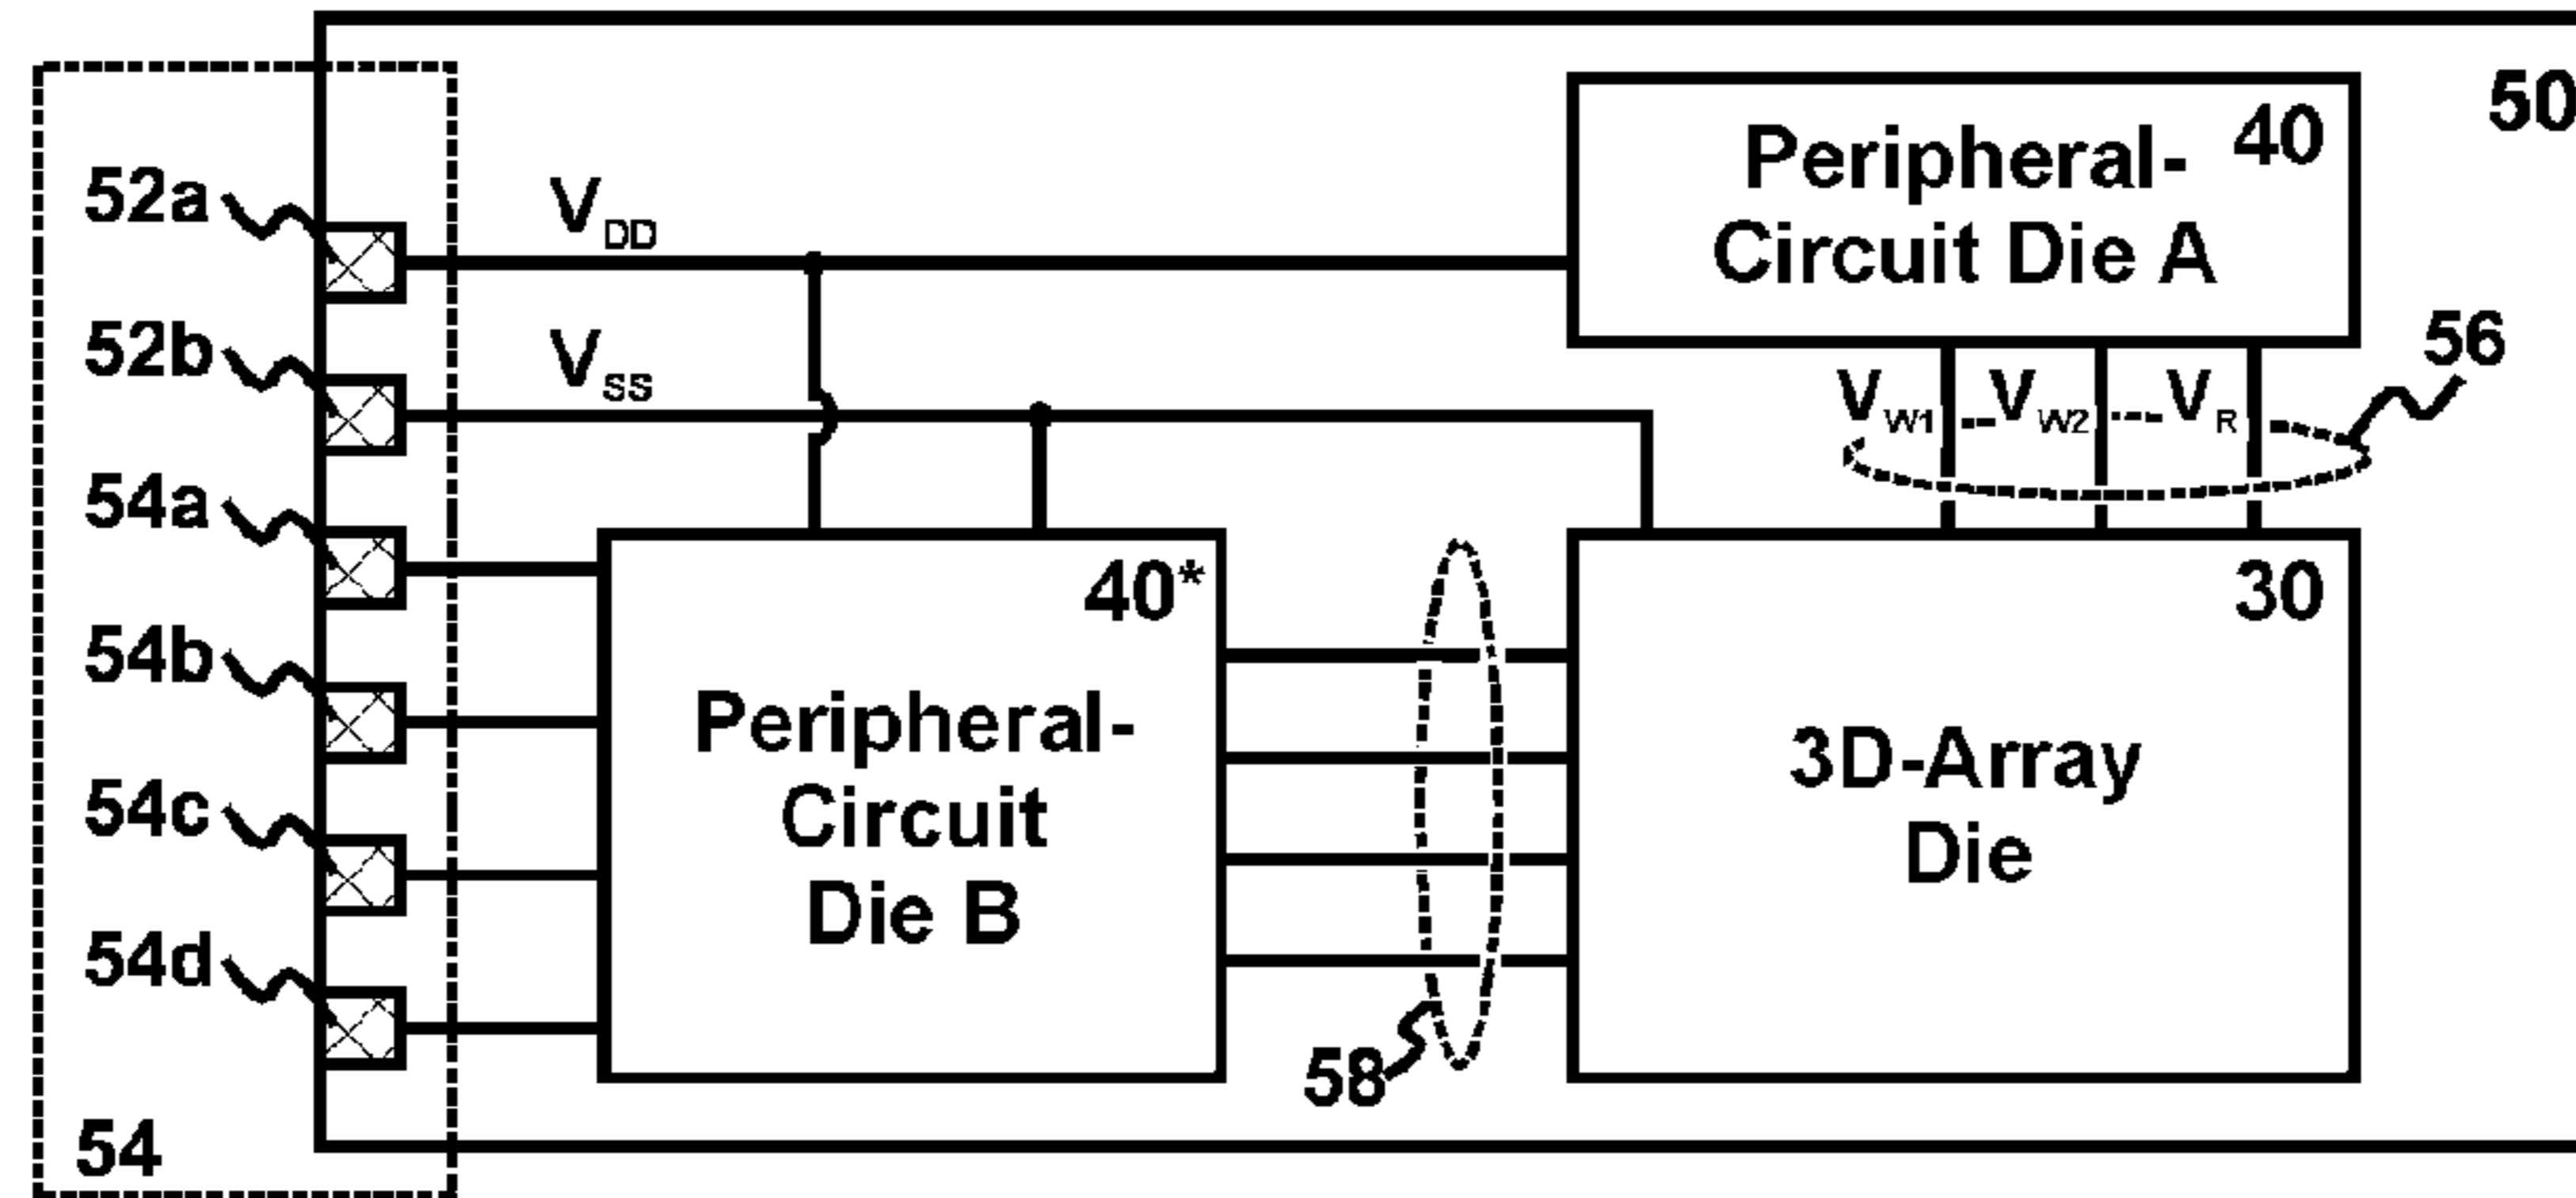 50
Peripheral-
Circuit Die A
40
52a
VDD
52b
VSS
VW1
VW2
VR
56
54a
54b
54c
54d
40*
Peripheral-
Circuit
Die B
30
3D-Array
Die
58
54